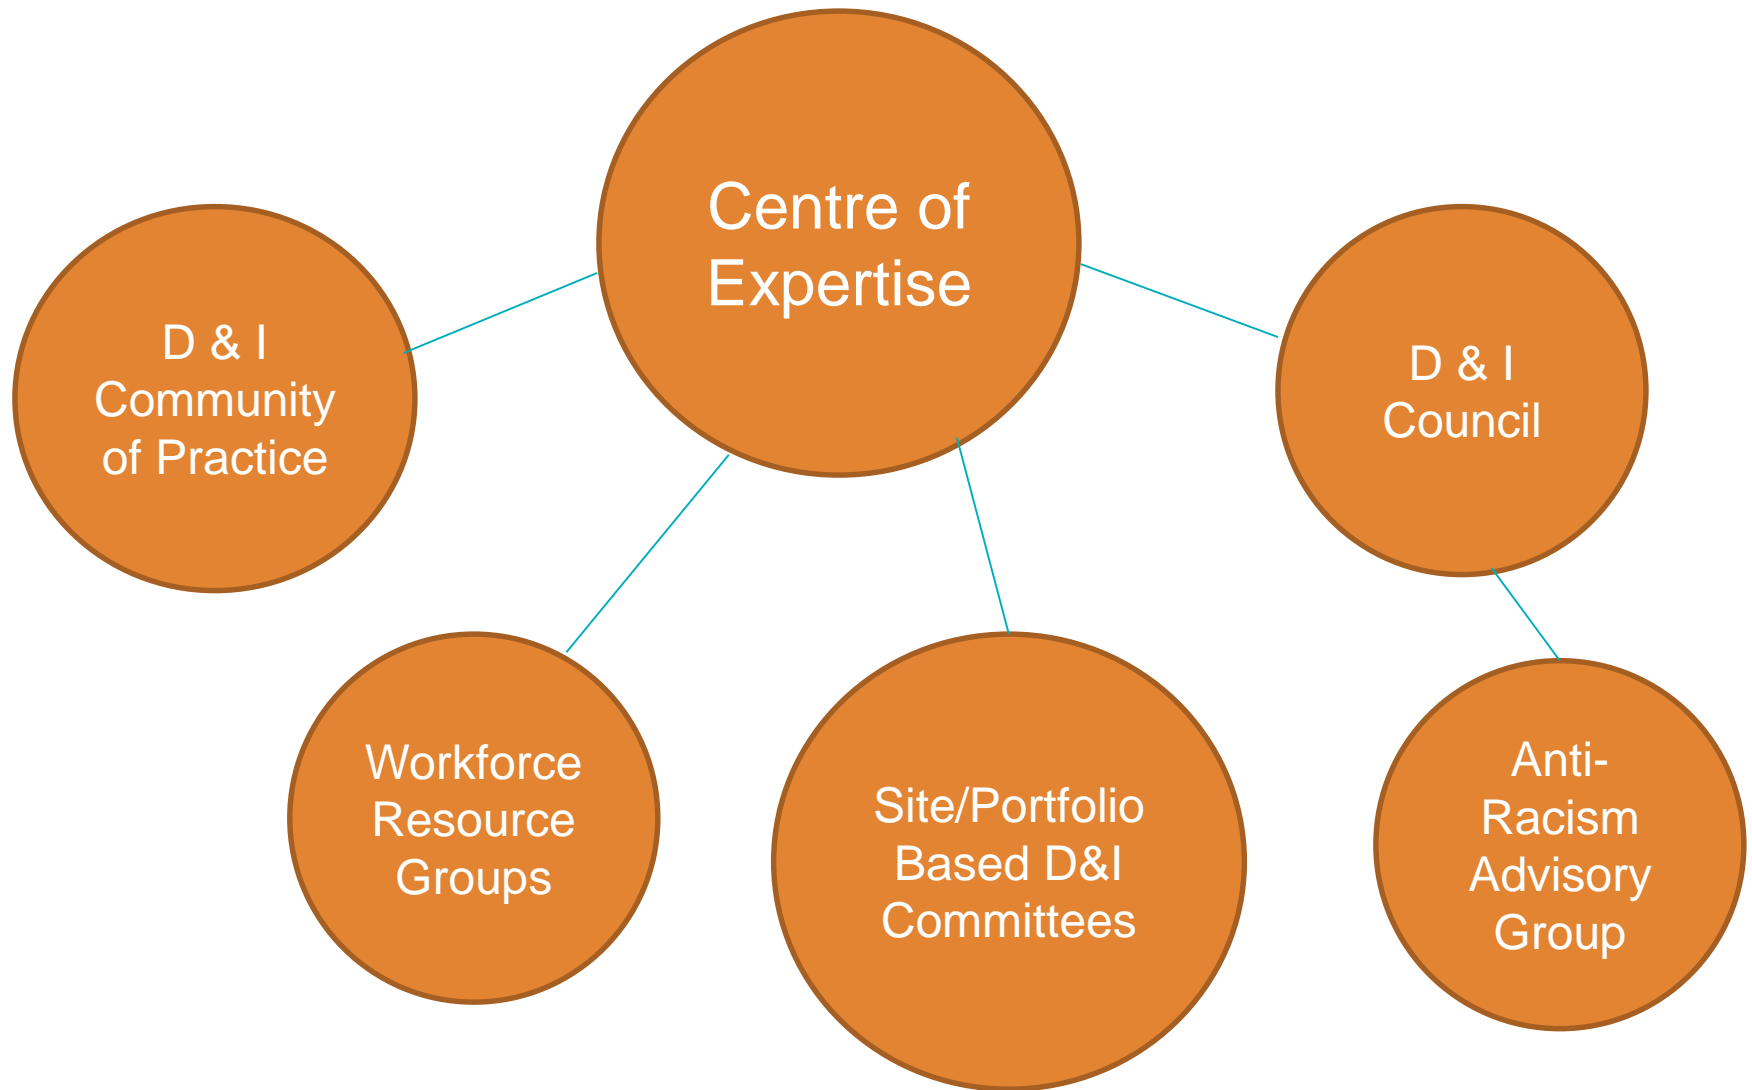 Centre of
Expertise
D & I
Community
of Practice
D & I
Council
Workforce
Resource
Groups
Site/Portfolio
Based D&I
Committees
Anti-
Racism
Advisory
Group